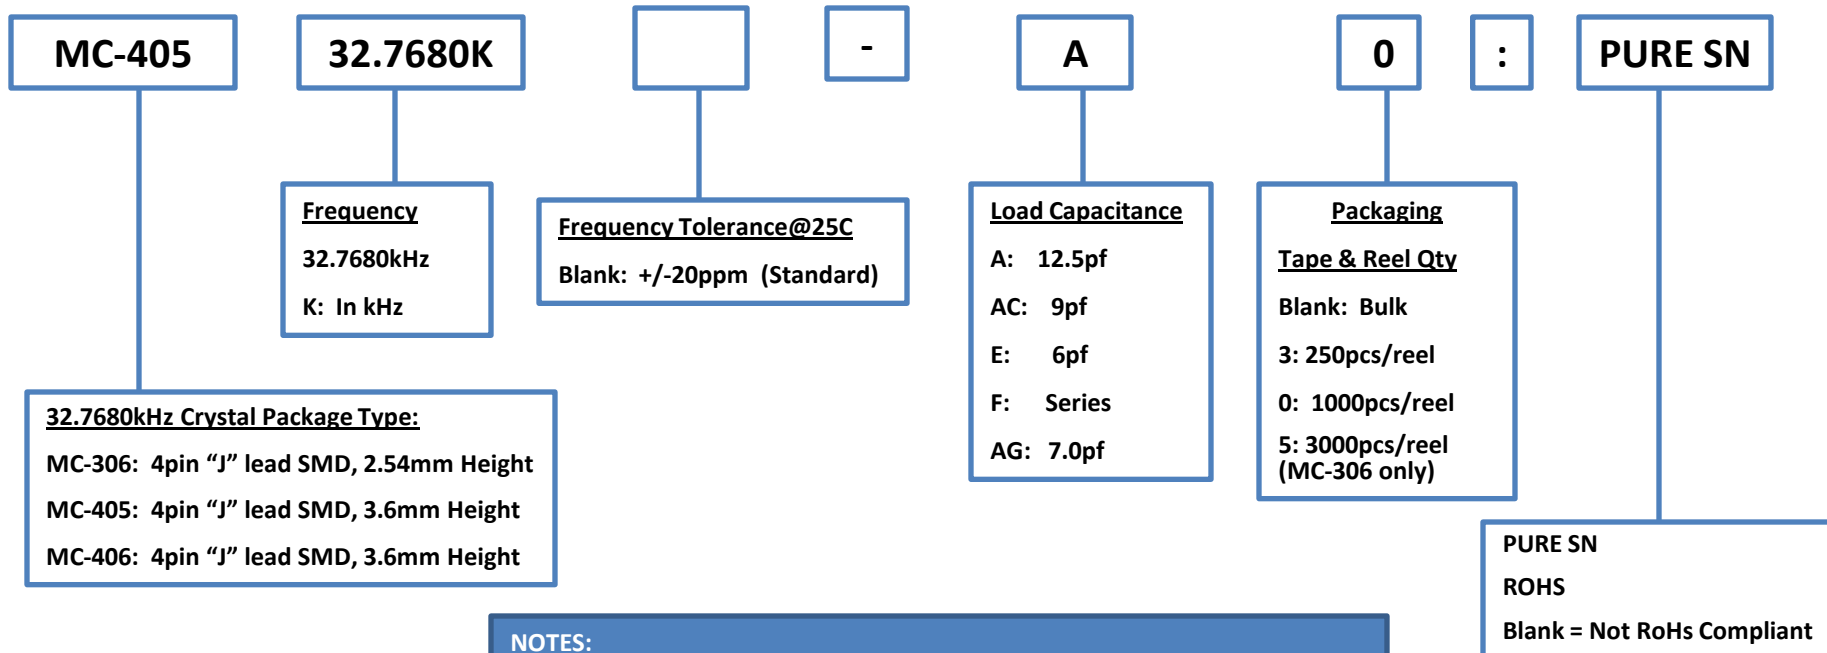 MC-405
32.7680K
-
A
0
:
PURE SN
Frequency
32.7680kHz
K: In kHz
Frequency Tolerance@25C
Blank: +/-20ppm (Standard)
Load Capacitance
A: 12.5pf
AC: 9pf
E: 6pf
F: Series
AG: 7.0pf
Packaging
Tape & Reel Qty
Blank: Bulk
3: 250pcs/reel
0: 1000pcs/reel
5: 3000pcs/reel
(MC-306 only)
32.7680kHz Crystal Package Type:
MC-306: 4pin “J” lead SMD, 2.54mm Height
MC-405: 4pin “J” lead SMD, 3.6mm Height
MC-406: 4pin “J” lead SMD, 3.6mm Height
PURE SN
ROHS
Blank = Not RoHs Compliant
NOTES: